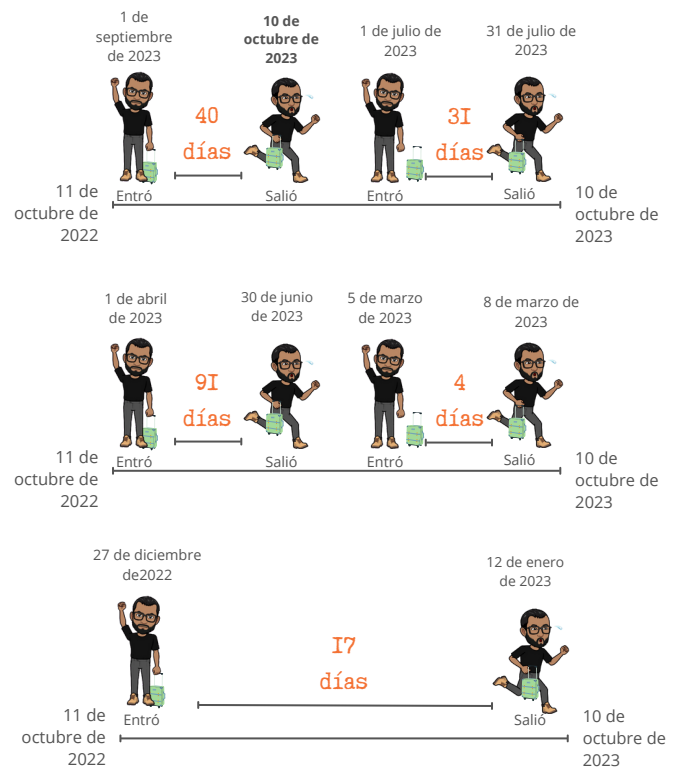 1 de
septiembre
de 2023
10 de
octubre de
2023
1 de julio de
2023
31 de julio de
2023
40
días
31
días
Entró
Salió
Entró
Salió
11 de
octubre de
2022
10 de
octubre de
2023
1 de abril
de 2023
30 de junio
de 2023
5 de marzo
de 2023
8 de marzo de
2023
91
días
4
días
Entró
Salió
Entró
Salió
11 de
octubre de
2022
10 de
octubre de
2023
27 de diciembre
de2022
12 de enero
de 2023
17
días
Entró
Salió
11 de
octubre de
2022
10 de
octubre de
2023